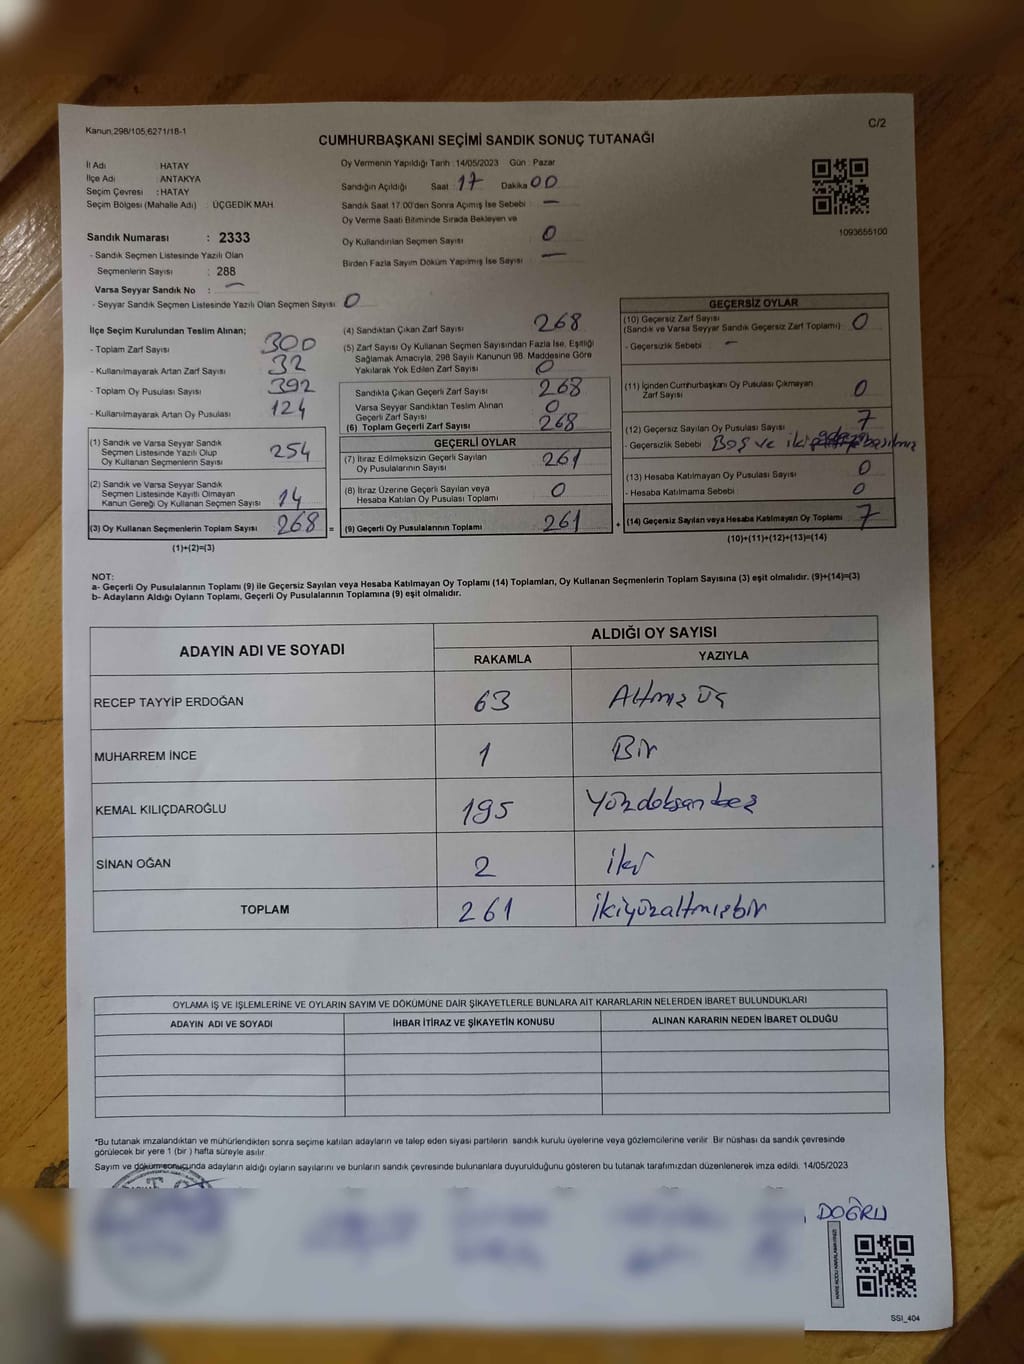 Kanun,298/105,6271/18-1
C/2
CUMHURBAŞKANI SEÇİMİ SANDIK SONUÇ TUTANAĞI
İl Adı : HATAY
İlçe Adı : ANTAKYA
Seçim Çevresi : HATAY
Seçim Bölgesi (Mahalle Adı) : ÜÇGEDİK MAH.
Sandık Numarası : 2333
- Sandık Seçmen Listesinde Yazılı Olan
Seçmenlerin Sayısı : 288
Varsa Seyyar Sandık No : —
- Seyyar Sandık Seçmen Listesinde Yazılı Olan Seçmen Sayısı 0
Oy Vermenin Yapıldığı Tarih :14/05/2023 Gün : Pazar
Sandığın Açıldığı Saat : 17 Dakika 00
Sandık Saat 17.00'den Sonra Açımış İse Sebebi : —
Oy Verme Saati Bitiminde Sırada Bekleyen ve
Oy Kullandırılan Seçmen Sayısı 0
Birden Fazla Sayım Döküm Yapılmış İse Sayısı —
1093655100
İlçe Seçim Kurulundan Teslim Alınan;
- Toplam Zarf Sayısı 300
- Kullanılmayarak Artan Zarf Sayısı 32
- Toplam Oy Pusulası Sayısı 392
- Kullanılmayarak Artan Oy Pusulası 124
(1) Sandık ve Varsa Seyyar Sandık
Seçmen Listesinde Yazılı Olup
Oy Kullanan Seçmenlerin Sayısı 254
(2) Sandık ve Varsa Seyyar Sandık
Seçmen Listesinde Kayıtlı Olmayan
Kanun Gereği Oy Kullanan Seçmen Sayısı 14
(3) Oy Kullanan Seçmenlerin Toplam Sayısı 268 =
(1)+(2)=(3)
(4) Sandıktan Çıkan Zarf Sayısı 268
(5) Zarf Sayısı Oy Kullanan Seçmen Sayısından Fazla İse, Eşitliği
Sağlamak Amacıyla, 298 Sayılı Kanunun 98. Maddesine Göre
Yakılarak Yok Edilen Zarf Sayısı 0
Sandıkta Çıkan Geçerli Zarf Sayısı 268
Varsa Seyyar Sandıktan Teslim Alınan
Geçerli Zarf Sayısı 0
(6) Toplam Geçerli Zarf Sayısı 268
GEÇERLİ OYLAR
(7) İtiraz Edilmeksizin Geçerli Sayılan
Oy Pusulalarının Sayısı 261
(8) İtiraz Üzerine Geçerli Sayılan veya
Hesaba Katılan Oy Pusulası Toplamı 0
(9) Geçerli Oy Pusulalarının Toplamı 261 +
GEÇERSİZ OYLAR
(10) Geçersiz Zarf Sayısı
(Sandık ve Varsa Seyyar Sandık Geçersiz Zarf Toplamı) 0
- Geçersizlik Sebebi : —
(11) İçinden Cumhurbaşkanı Oy Pusulası Çıkmayan
Zarf Sayısı 0
(12) Geçersiz Sayılan Oy Pusulası Sayısı 7
- Geçersizlik Sebebi : Boş ve iki basılmış
(13) Hesaba Katılmayan Oy Pusulası Sayısı 0
- Hesaba Katılmama Sebebi : 0
(14) Geçersiz Sayılan veya Hesaba Katılmayan Oy Toplamı 7
(10)+(11)+(12)+(13)=(14)
NOT:
a- Geçerli Oy Pusulalarının Toplamı (9) ile Geçersiz Sayılan veya Hesaba Katılmayan Oy Toplamı (14) Toplamları, Oy Kullanan Seçmenlerin Toplam Sayısına (3) eşit olmalıdır. (9)+(14)=(3)
b- Adayların Aldığı Oyların Toplamı, Geçerli Oy Pusulalarının Toplamına (9) eşit olmalıdır.
ADAYIN ADI VE SOYADI ALDIĞI OY SAYISI
RAKAMLA YAZIYLA
RECEP TAYYİP ERDOĞAN 63 Altmış üç
MUHARREM İNCE 1 Bir
KEMAL KILIÇDAROĞLU 195 Yüzdoksanbeş
SİNAN OĞAN 2 iki
TOPLAM 261 ikiyüzaltmışbir
OYLAMA İŞ VE İŞLEMLERİNE VE OYLARIN SAYIM VE DÖKÜMÜNE DAİR ŞİKAYETLERLE BUNLARA AİT KARARLARIN NELERDEN İBARET BULUNDUKLARI
ADAYIN ADI VE SOYADI İHBAR İTİRAZ VE ŞİKAYETİN KONUSU ALINAN KARARIN NEDEN İBARET OLDUĞU
*Bu tutanak imzalandıktan ve mühürlendikten sonra seçime katılan adayların ve talep eden siyasi partilerin sandık kurulu üyelerine veya gözlemcilerine verilir. Bir nüshası da sandık çevresinde
görülecek bir yere 1 (bir ) hafta süreyle asılır.
Sayım ve döküm sonucunda adayların aldığı oyların sayılarını ve bunların sandık çevresinde bulunanlara duyurulduğunu gösteren bu tutanak tarafımızdan düzenlenerek imza edildi. 14/05/2023
DOĞRU
SSI_404